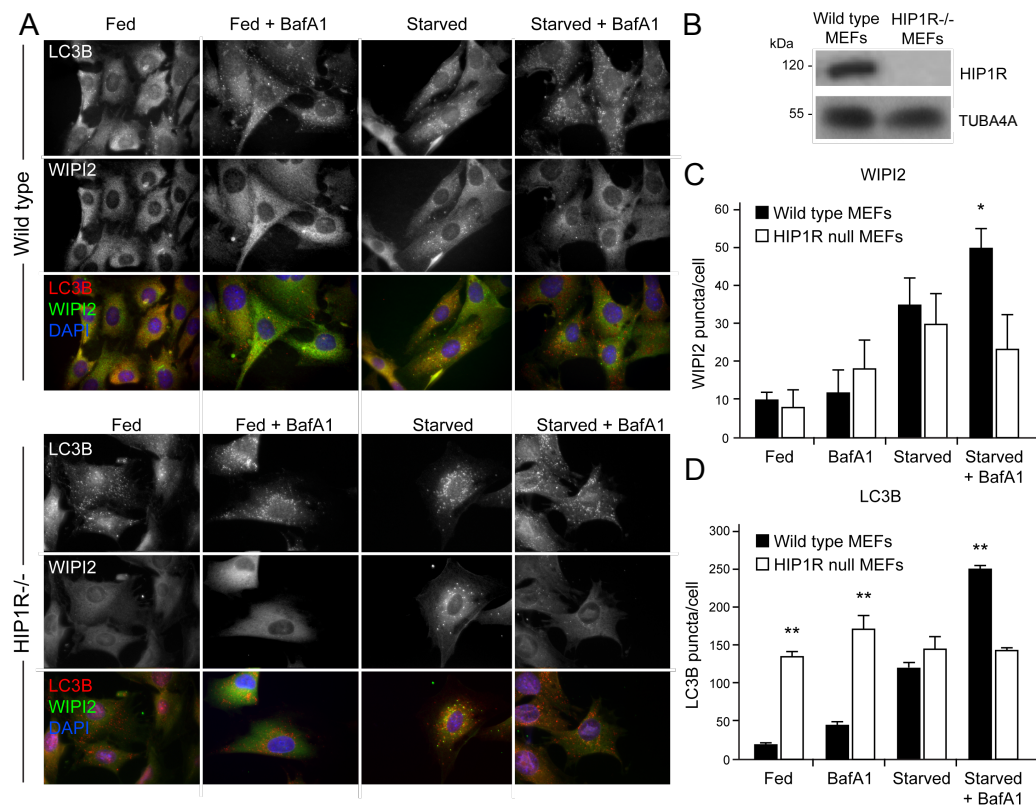 A
Fed
Fed + BafA1
Starved
Starved + BafA1
Wild type
LC3B
WIPI2
LC3B
WIPI2
DAPI
Fed
Fed + BafA1
Starved
Starved + BafA1
HIP1R-/-
LC3B
WIPI2
LC3B
WIPI2
DAPI
B
Wild type HIP1R-/-
MEFs MEFs
kDa
120
HIP1R
55
TUBA4A
C
WIPI2
Wild type MEFs
HIP1R null MEFs
*
WIPI2 puncta/cell
60
50
40
30
20
10
0
Fed BafA1 Starved Starved
+ BafA1
D
LC3B
Wild type MEFs
HIP1R null MEFs
**
**
**
LC3B puncta/cell
300
250
200
150
100
50
0
Fed BafA1 Starved Starved
+ BafA1